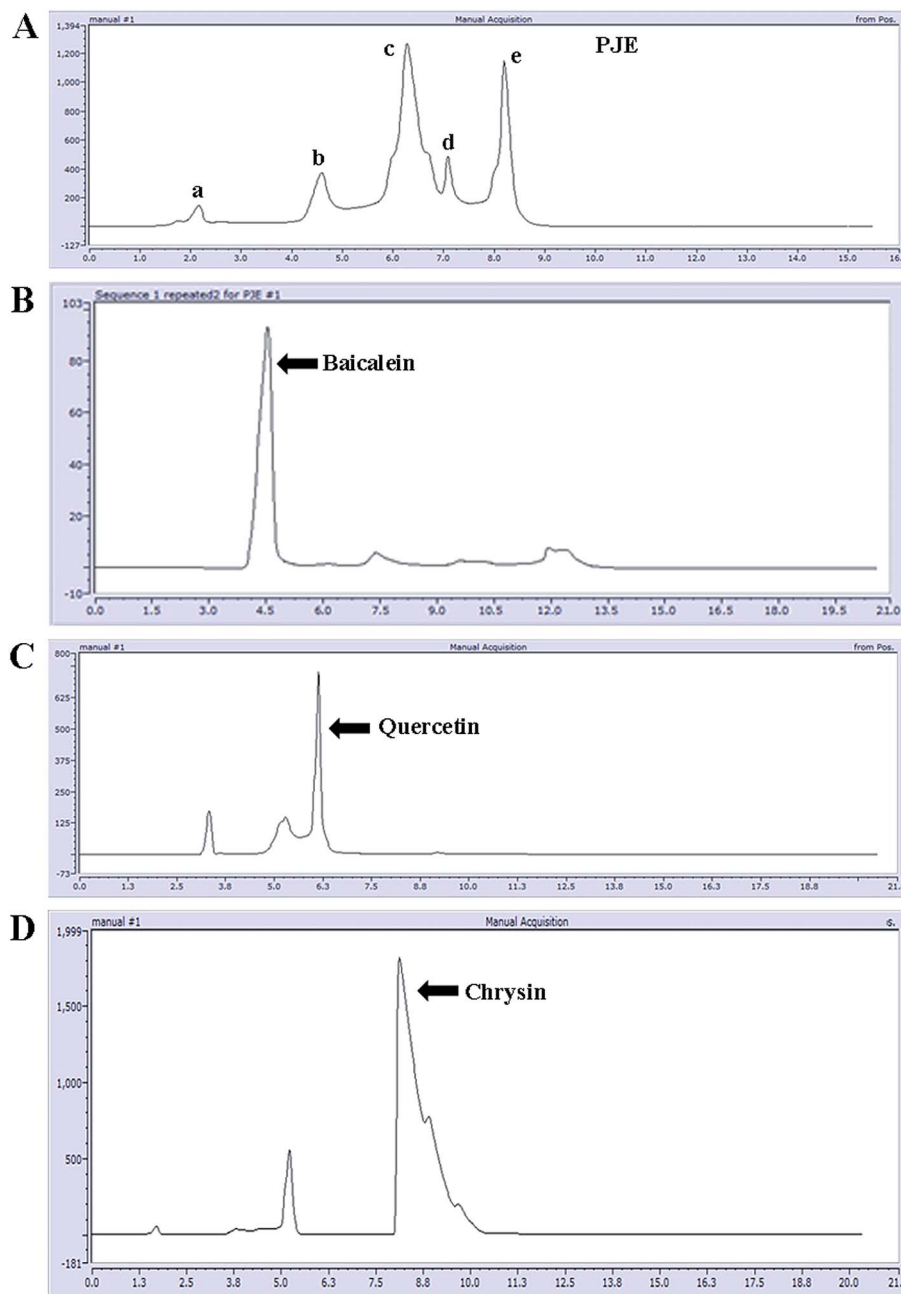 A
manual #1 Manual Acquisition from Pos.
PJE
a b c d e
1,394
1,200
1,000
800
600
400
200
-127
0.0 1.0 2.0 3.0 4.0 5.0 6.0 7.0 8.0 9.0 10.0 11.0 12.0 13.0 14.0 15.0 16.
B
Sequence 1 repeated2 for PJE #1
Baicalein
103
80
60
40
20
-10
0.0 1.5 3.0 4.5 6.0 7.5 9.0 10.5 12.0 13.5 15.0 16.5 18.0 19.5 21.0
C
manual #1 Manual Acquisition from Pos.
Quercetin
800
625
500
375
250
125
-73
0.0 1.3 2.5 3.8 5.0 6.3 7.5 8.8 10.0 11.3 12.5 13.8 15.0 16.3 17.5 18.8 21.
D
manual #1 Manual Acquisition s.
Chrysin
1,999
1,500
1,000
500
-181
0.0 1.3 2.5 3.8 5.0 6.3 7.5 8.8 10.0 11.3 12.5 13.8 15.0 16.3 17.5 18.8 20.0 21.